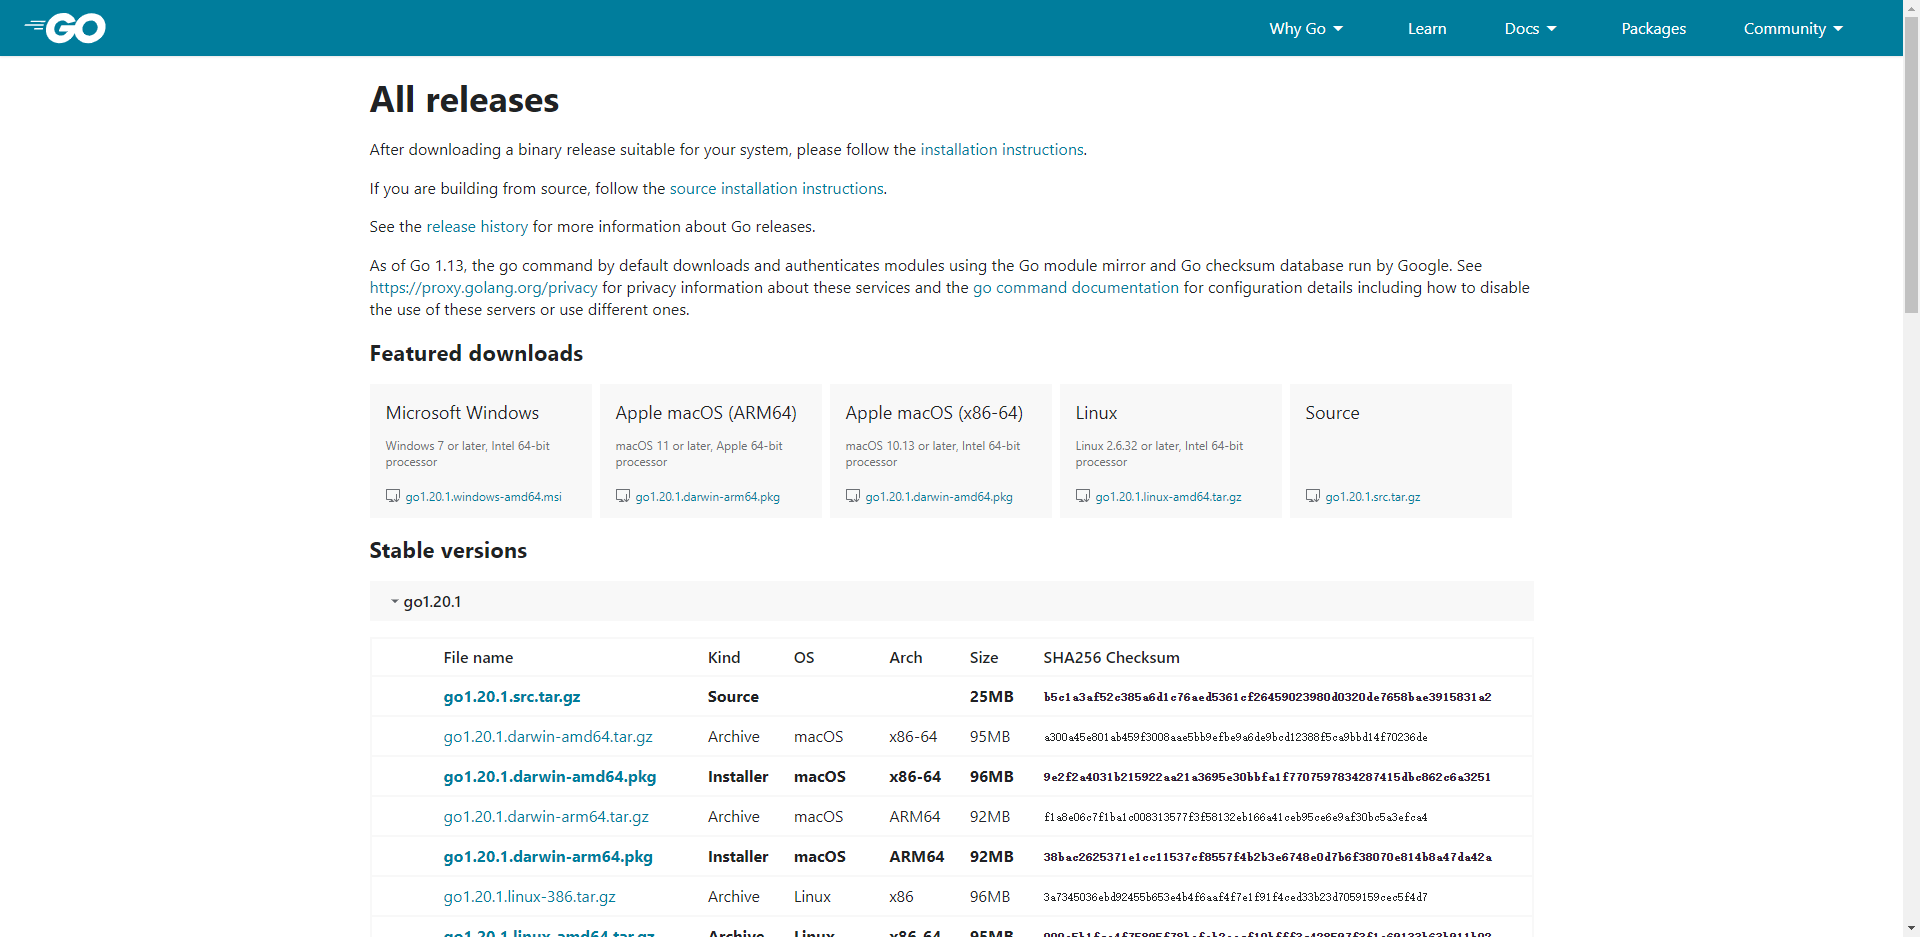 GO
Why Go
Learn
Docs
Packages
Community
All releases
After downloading a binary release suitable for your system, please follow the installation instructions.
If you are building from source, follow the source installation instructions.
See the release history for more information about Go releases.
As of Go 1.13, the go command by default downloads and authenticates modules using the Go module mirror and Go checksum database run by Google. See
https://proxy.golang.org/privacy for privacy information about these services and the go command documentation for configuration details including how to disable
the use of these servers or use different ones.
Featured downloads
Microsoft Windows
Windows 7 or later, Intel 64-bit
processor
go1.20.1.windows-amd64.msi
Apple macOS (ARM64)
macOS 11 or later, Apple 64-bit
processor
go1.20.1.darwin-arm64.pkg
Apple macOS (x86-64)
macOS 10.13 or later, Intel 64-bit
processor
go1.20.1.darwin-amd64.pkg
Linux
Linux 2.6.32 or later, Intel 64-bit
processor
go1.20.1.linux-amd64.tar.gz
Source
go1.20.1.src.tar.gz
Stable versions
go1.20.1
File name Kind OS Arch Size SHA256 Checksum
go1.20.1.src.tar.gz Source 25MB b5c1a3af52c385a6d1c76aed5361cf26459023980d0320de7658bae3915831a2
go1.20.1.darwin-amd64.tar.gz Archive macOS x86-64 95MB a300a45e801ab459f3008aae5bb9efbe9a6de9bcd12388f5ca9bbd14f70236de
go1.20.1.darwin-amd64.pkg Installer macOS x86-64 96MB 9e2f2a4031b215922aa21a3695e30bbfa1f7707597834287415dbc862c6a3251
go1.20.1.darwin-arm64.tar.gz Archive macOS ARM64 92MB f1a8e06c7f1ba1c008313577f3f58132eb166a41ceb95ce6e9af30bc5a3efca4
go1.20.1.darwin-arm64.pkg Installer macOS ARM64 92MB 38bac2625371e1cc11537cf8557f4b2b3e6748e0d7b6f38070e814b8a47da42a
go1.20.1.linux-386.tar.gz Archive Linux x86 96MB 3a7345036ebd92455b653e4b4f6aaf4f7e1f91f4ced33b23d7059159cec5f4d7
go1.20.1.linux-amd64.tar.gz Archive Linux x86-64 95MB